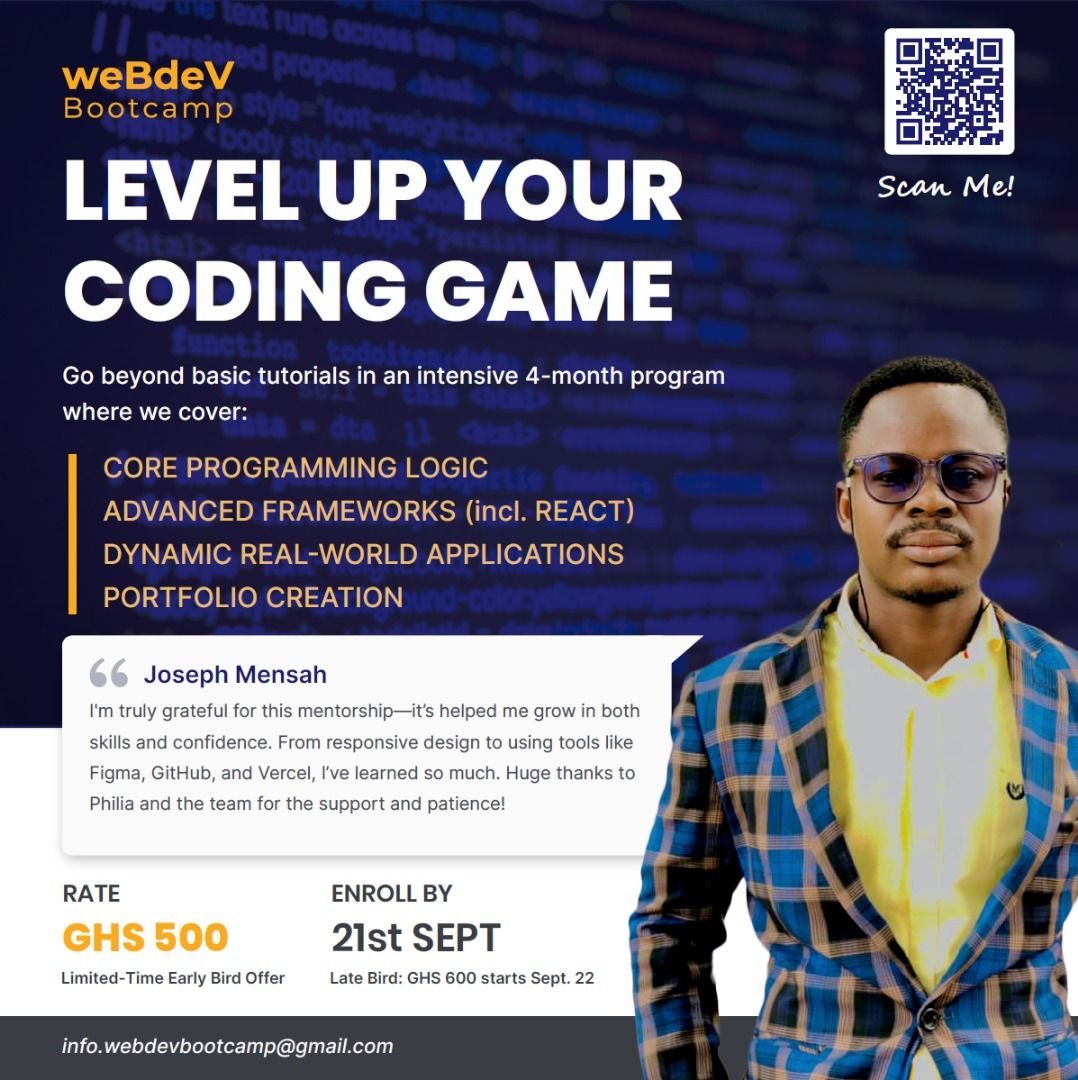 weBdeV
Bootcamp
Scan Me!
LEVEL UP YOUR
CODING GAME
Go beyond basic tutorials in an intensive 4-month program
where we cover:
CORE PROGRAMMING LOGIC
ADVANCED FRAMEWORKS (incl. REACT)
DYNAMIC REAL-WORLD APPLICATIONS
PORTFOLIO CREATION
“ Joseph Mensah
I'm truly grateful for this mentorship—it’s helped me grow in both
skills and confidence. From responsive design to using tools like
Figma, GitHub, and Vercel, I’ve learned so much. Huge thanks to
Philia and the team for the support and patience!
RATE
GHS 500
Limited-Time Early Bird Offer
ENROLL BY
21st SEPT
Late Bird: GHS 600 starts Sept. 22
info.webdevbootcamp@gmail.com